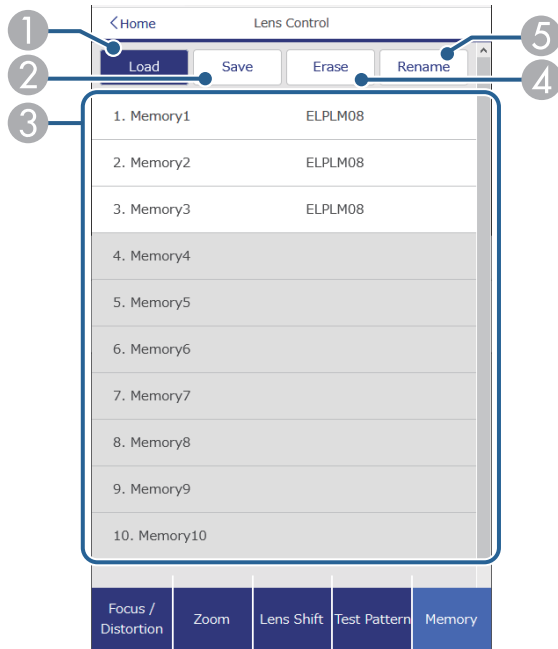 <Home Lens Control
1 2 3 4 5
Load Save Erase Rename
1. Memory1 ELPLM08
2. Memory2 ELPLM08
3. Memory3 ELPLM08
4. Memory4
5. Memory5
6. Memory6
7. Memory7
8. Memory8
9. Memory9
10. Memory10
Focus /
Distortion
Zoom
Lens Shift
Test Pattern
Memory